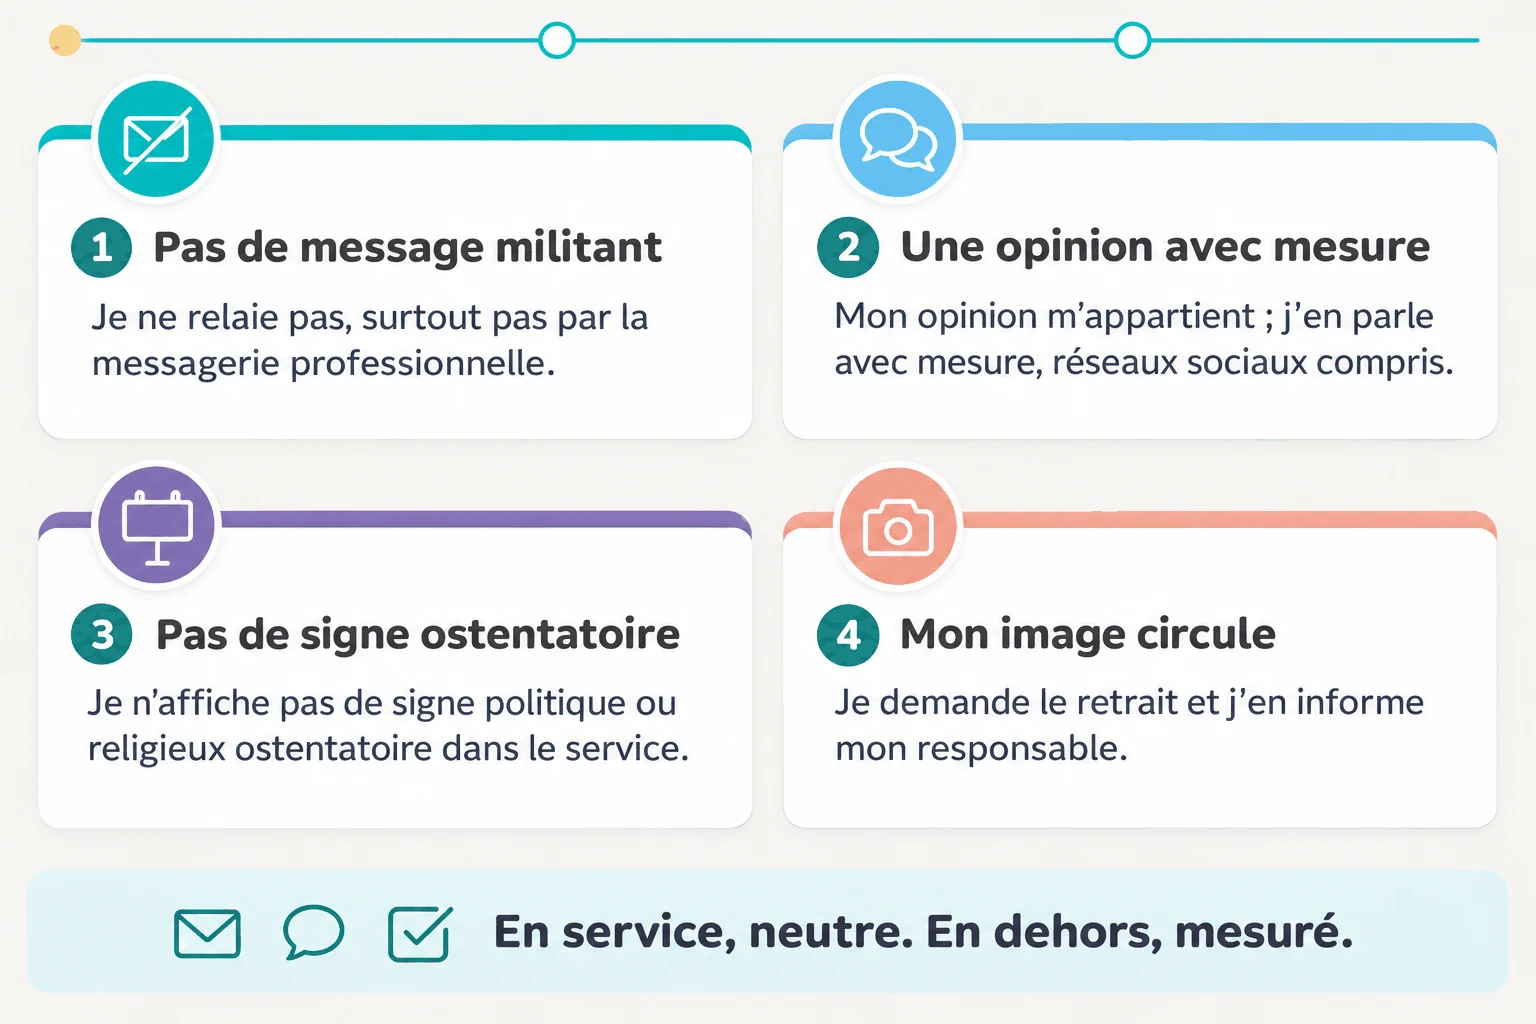 1 Pas de message militant
Je ne relaie pas, surtout pas par la
messagerie professionnelle.
2 Une opinion avec mesure
Mon opinion m’appartient ; j’en parle
avec mesure, réseaux sociaux compris.
3 Pas de signe ostentatoire
Je n’affiche pas de signe politique ou
religieux ostentatoire dans le service.
4 Mon image circule
Je demande le retrait et j’en informe
mon responsable.
En service, neutre. En dehors, mesuré.